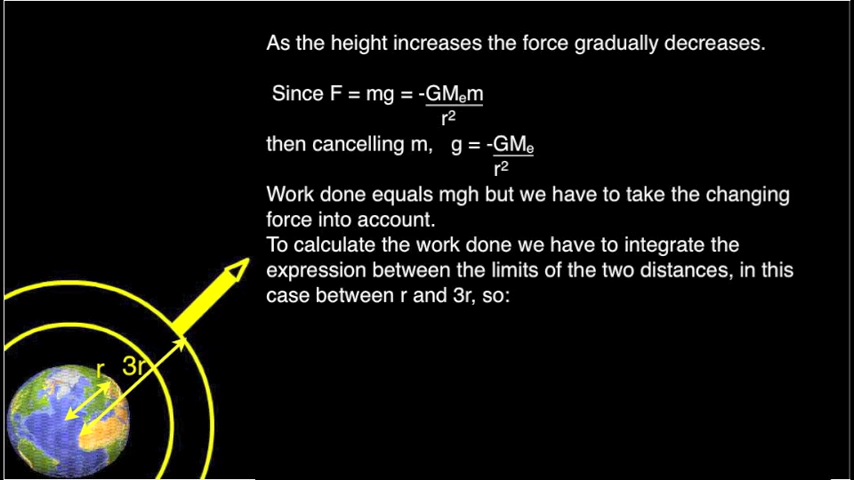 As the height increases the force gradually decreases.
Since F = mg = -GMₑm
r²
then cancelling m, g = -GMₑ
r²
Work done equals mgh but we have to take the changing
force into account.
To calculate the work done we have to integrate the
expression between the limits of the two distances, in this
case between r and 3r, so:
r 3r